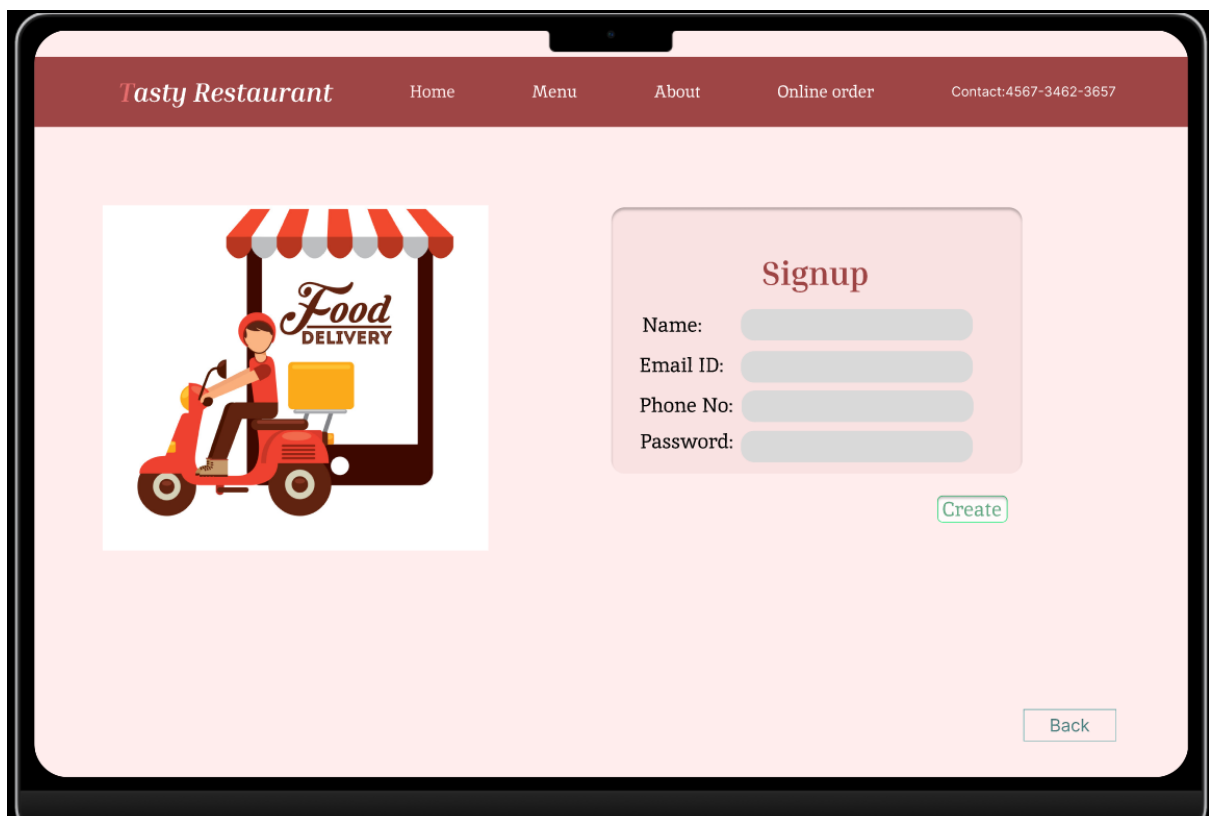 Tasty Restaurant Home Menu About Online order Contact:4567-3462-3657
Food
DELIVERY
Signup
Name:
Email ID:
Phone No:
Password:
Create
Back